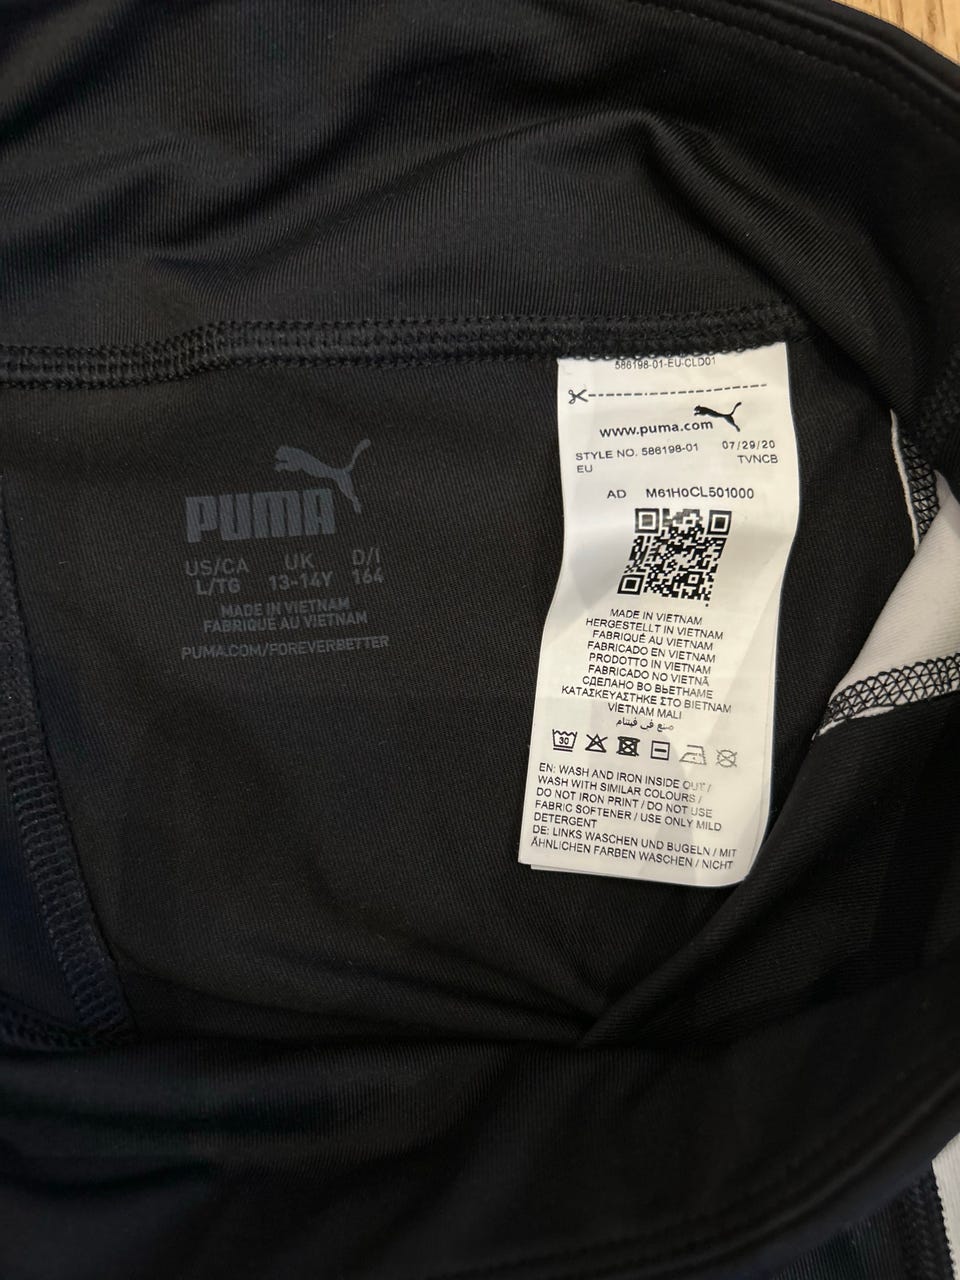 PUMA
US/CA UK D/I
L/TG 13-14Y 164
MADE IN VIETNAM
FABRIQUÉ AU VIETNAM
PUMA.COM/FOREVERBETTER
586198-01-EU-CLD01
www.puma.com
STYLE NO. 586198-01 07/29/20
EU TVNCB
AD M61H0CL501000
MADE IN VIETNAM
HERGESTELLT IN VIETNAM
FABRIQUÉ AU VIETNAM
FABRICADO EN VIETNAM
PRODOTTO IN VIETNAM
FABRICADO NO VIETNÃ
СДЕЛАНО ВО ВЬЕТНАМЕ
ΚΑΤΑΣΚΕΥΑΣΤΗΚΕ ΣΤΟ ΒΙΕΤΝΑΜ
VİETNAM MALI
صنع في فيتنام
30
EN: WASH AND IRON INSIDE OUT /
WASH WITH SIMILAR COLOURS /
DO NOT IRON PRINT / DO NOT USE
FABRIC SOFTENER / USE ONLY MILD
DETERGENT
DE: LINKS WASCHEN UND BUGELN / MIT
ÄHNLICHEN FARBEN WASCHEN / NICHT